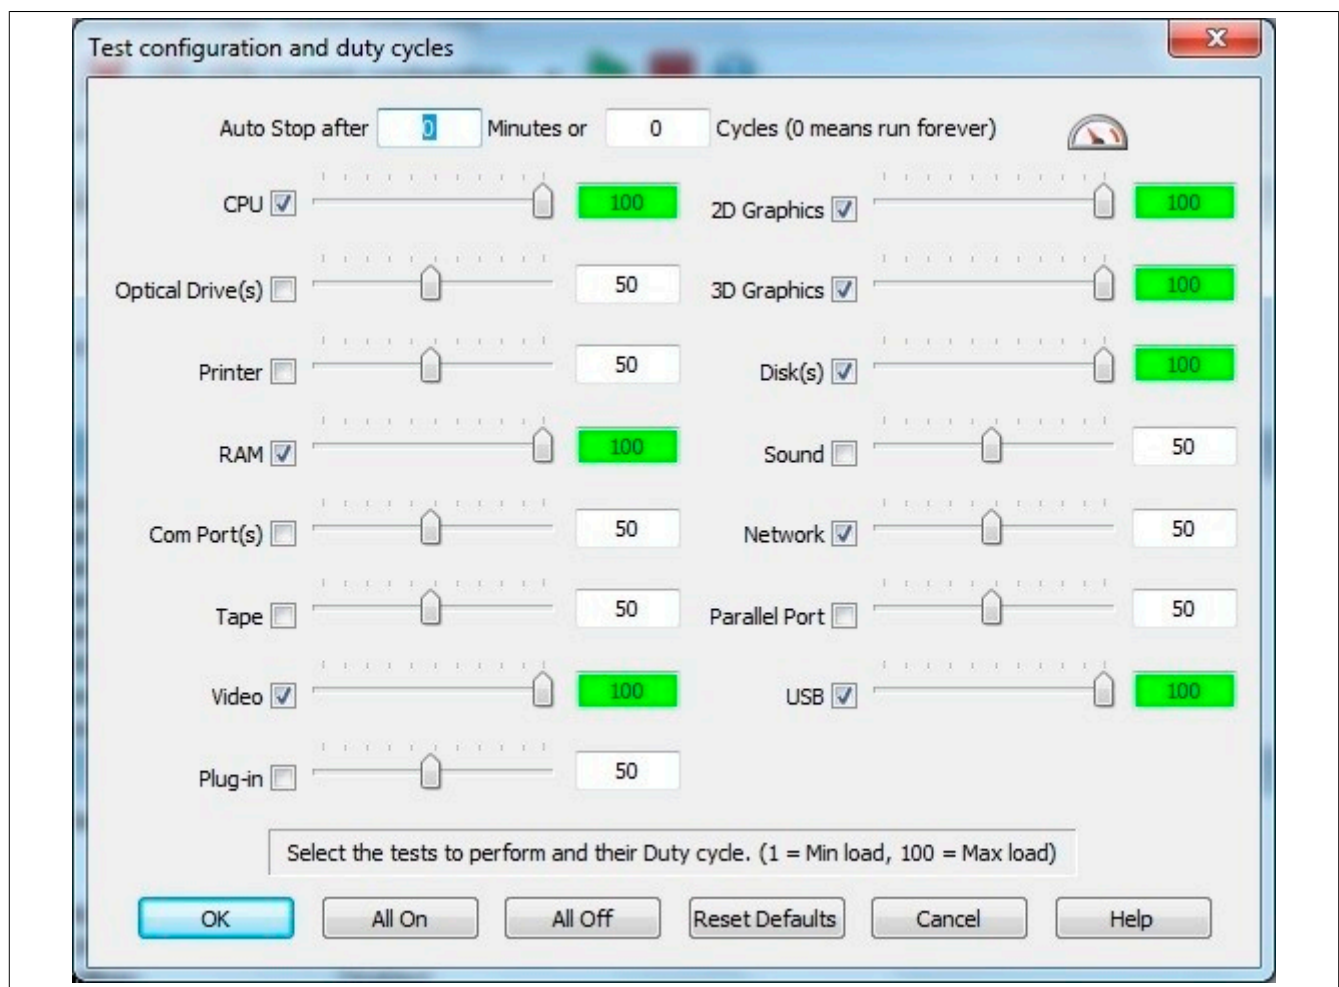 Test configuration and duty cycles
Auto Stop after 0 Minutes or 0 Cycles (0 means run forever)
CPU 100 2D Graphics 100
Optical Drive(s) 50 3D Graphics 100
Printer 50 Disk(s) 100
RAM 100 Sound 50
Com Port(s) 50 Network 50
Tape 50 Parallel Port 50
Video 100 USB 100
Plug-in 50
Select the tests to perform and their Duty cycle. (1 = Min load, 100 = Max load)
OK All On All Off Reset Defaults Cancel Help